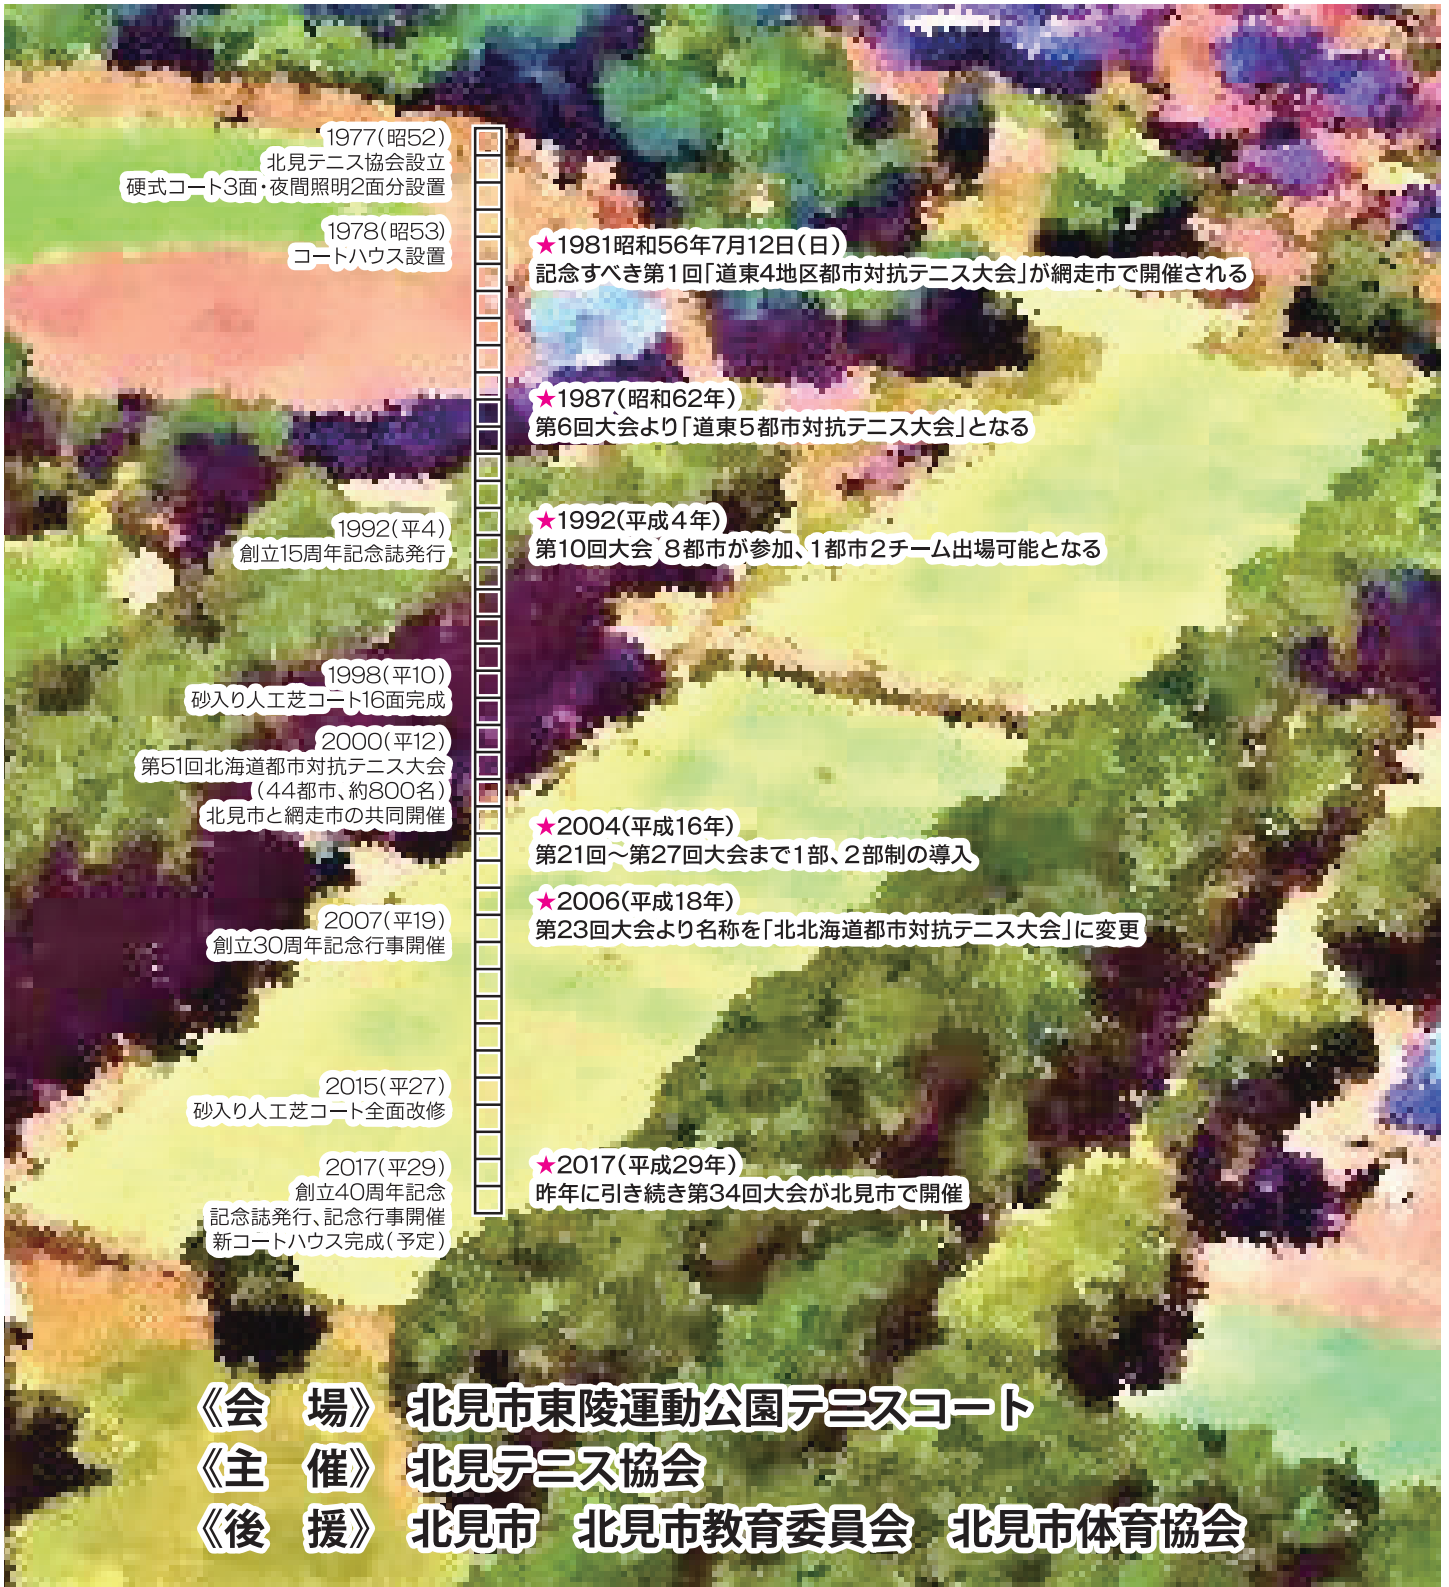 1977(昭52)
北見テニス協会設立
硬式コート3面・夜間照明2面分設置
1978(昭53)
コートハウス設置
★1981昭和56年7月12日(日)
記念すべき第1回「道東4地区都市対抗テニス大会」が網走市で開催される
★1987(昭和62年)
第6回大会より「道東5都市対抗テニス大会」となる
1992(平4)
創立15周年記念誌発行
★1992(平成4年)
第10回大会 8都市が参加、1都市2チーム出場可能となる
1998(平10)
砂入り人工芝コート16面完成
2000(平12)
第51回北海道都市対抗テニス大会
(44都市、約800名)
北見市と網走市の共同開催
★2004(平成16年)
第21回～第27回大会まで1部、2部制の導入
★2006(平成18年)
第23回大会より名称を「北北海道都市対抗テニス大会」に変更
2007(平19)
創立30周年記念行事開催
2015(平27)
砂入り人工芝コート全面改修
2017(平29)
創立40周年記念
記念誌発行、記念行事開催
新コートハウス完成(予定)
★2017(平成29年)
昨年に引き続き第34回大会が北見市で開催
《会　場》 北見市東陵運動公園テニスコート
《主　催》 北見テニス協会
《後　援》 北見市　北見市教育委員会　北見市体育協会